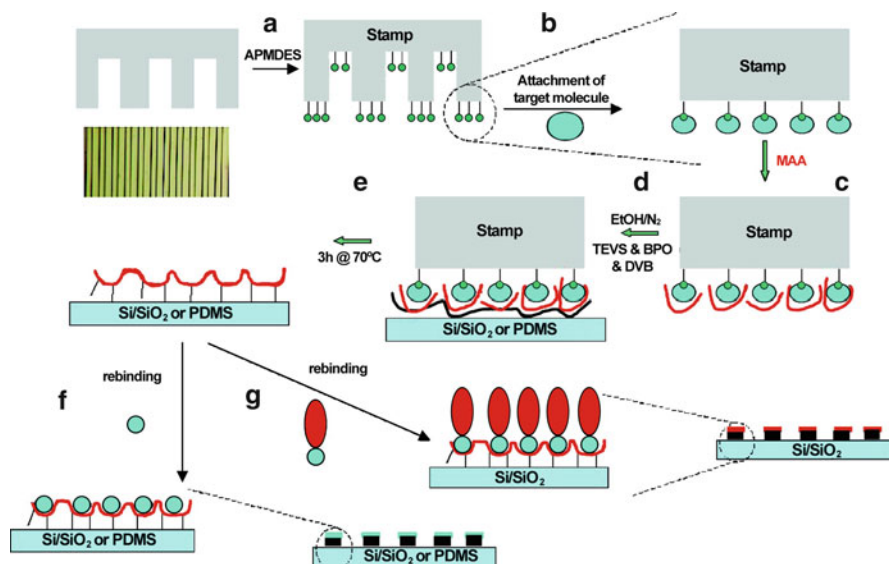 a
APMDES
Stamp
b
Attachment of
target molecule
Stamp
MAA
c
Stamp
d
EtOH/N₂
TEVS & BPO
& DVB
e
Stamp
Si/SiO₂ or PDMS
3h @ 70ºC
Si/SiO₂ or PDMS
f
rebinding
g
rebinding
Si/SiO₂
Si/SiO₂
Si/SiO₂ or PDMS
Si/SiO₂ or PDMS